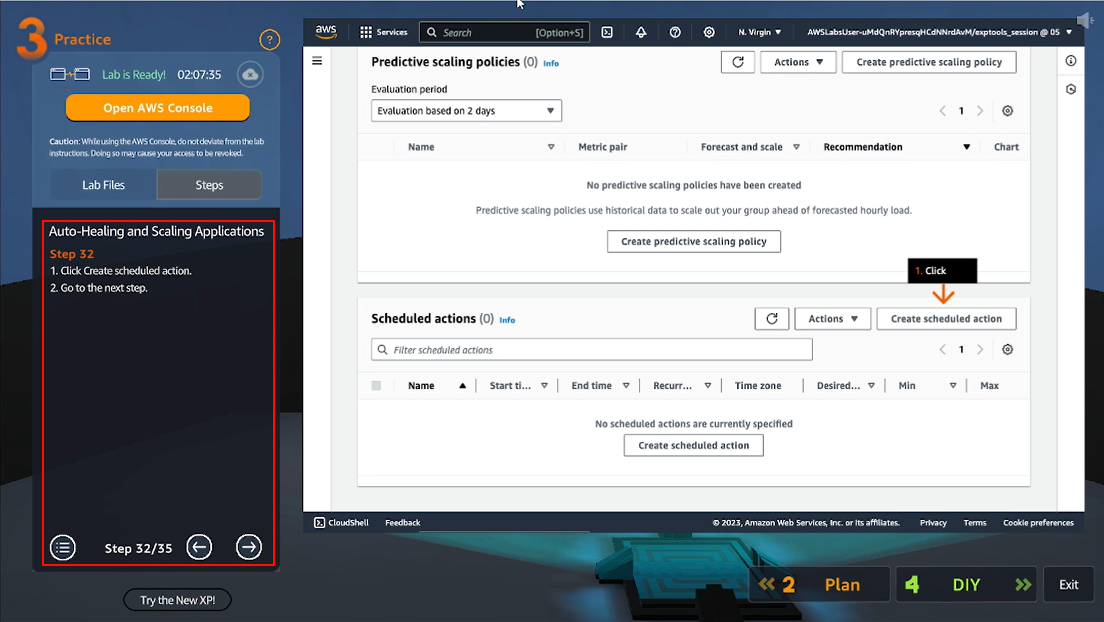 3 Practice
?
Lab is Ready! 02:07:35
Open AWS Console
Caution: While using the AWS Console, do not deviate from the lab
instructions. Doing so may cause your access to be revoked.
Lab Files
Steps
Auto-Healing and Scaling Applications
Step 32
1. Click Create scheduled action.
2. Go to the next step.
Step 32/35
Try the New XP!
aws
Services
Search [Option+S]
N. Virgin
AWSLabsUser-uMdQnRYpresqHCdNNrdAvM/exptools_session @ 05
Predictive scaling policies (0) Info
Actions
Create predictive scaling policy
Evaluation period
Evaluation based on 2 days
1
Name
Metric pair
Forecast and scale
Recommendation
Chart
No predictive scaling policies have been created
Predictive scaling policies use historical data to scale out your group ahead of forecasted hourly load.
Create predictive scaling policy
1. Click
Scheduled actions (0) Info
Actions
Create scheduled action
Filter scheduled actions
1
Name
Start ti...
End time
Recurr...
Time zone
Desired...
Min
Max
No scheduled actions are currently specified
Create scheduled action
CloudShell
Feedback
© 2023, Amazon Web Services, Inc. or its affiliates.
Privacy
Terms
Cookie preferences
2 Plan
4 DIY
Exit